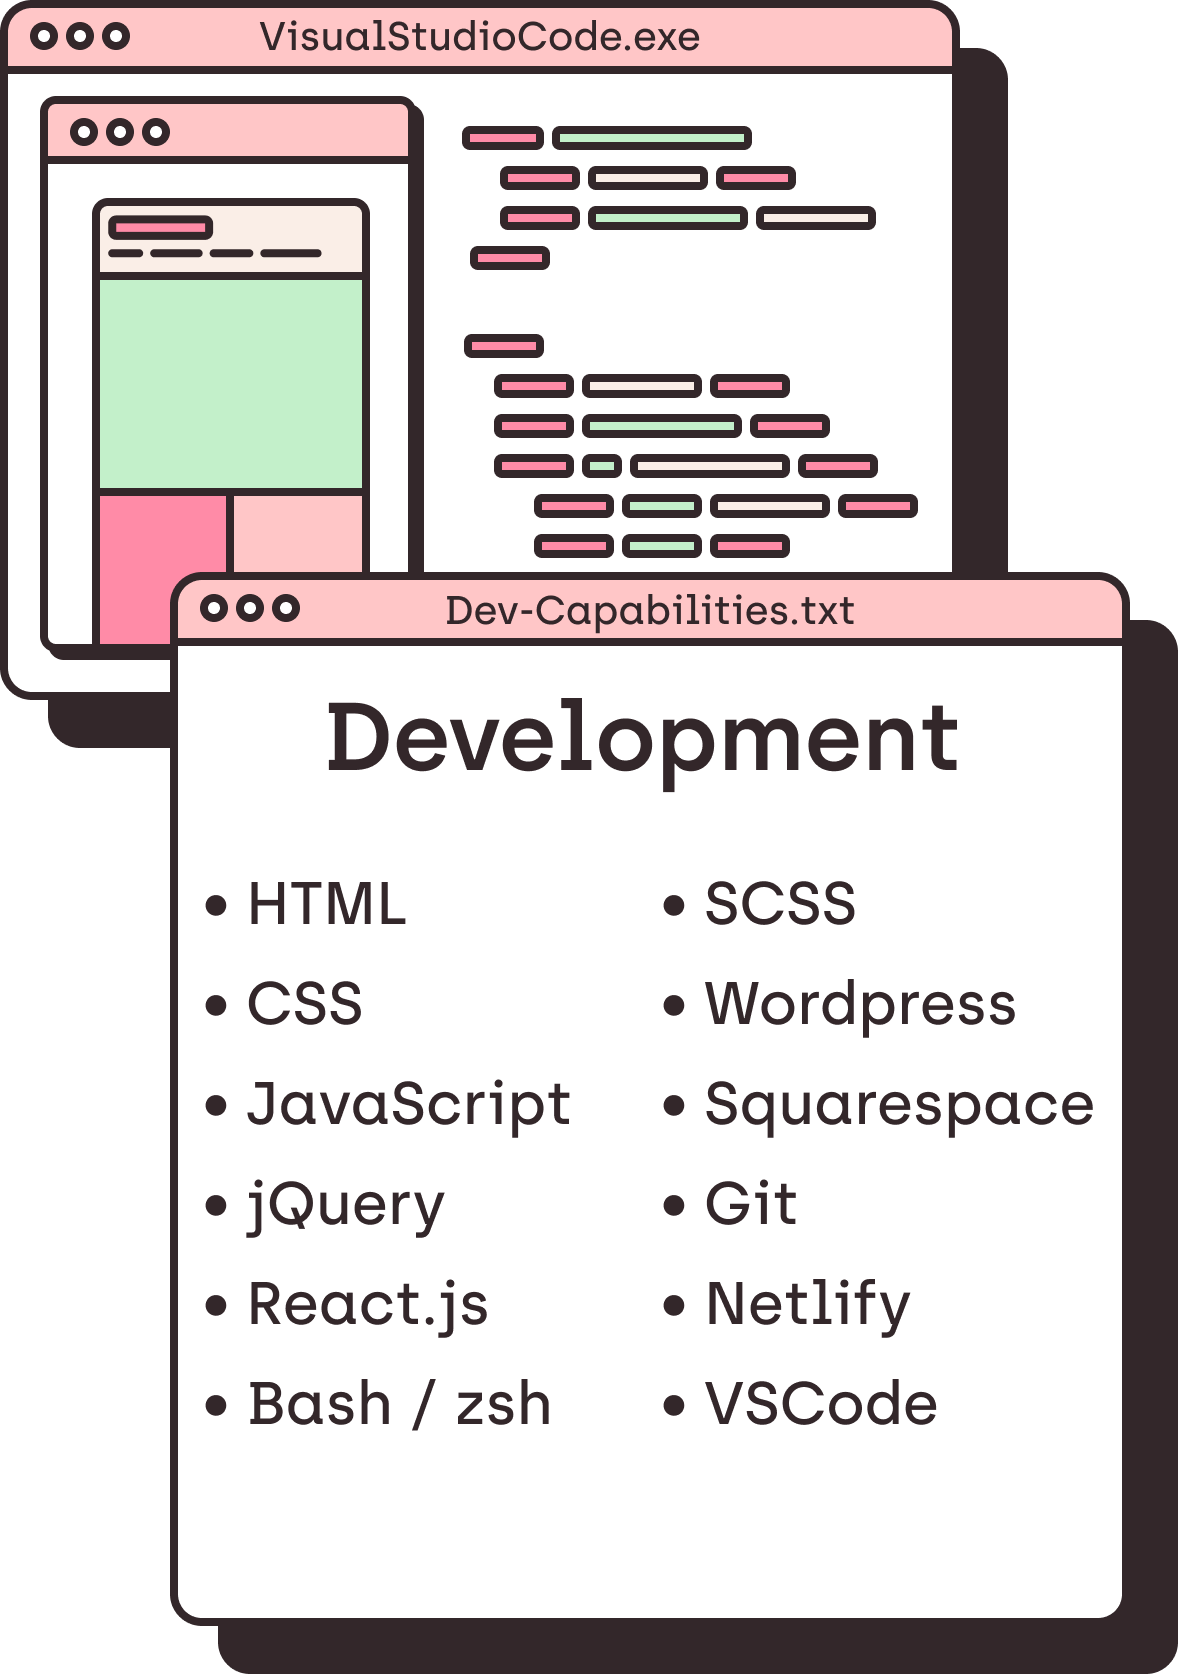 VisualStudioCode.exe
Dev-Capabilities.txt
Development
• HTML
• CSS
• JavaScript
• jQuery
• React.js
• Bash / zsh
• SCSS
• Wordpress
• Squarespace
• Git
• Netlify
• VSCode